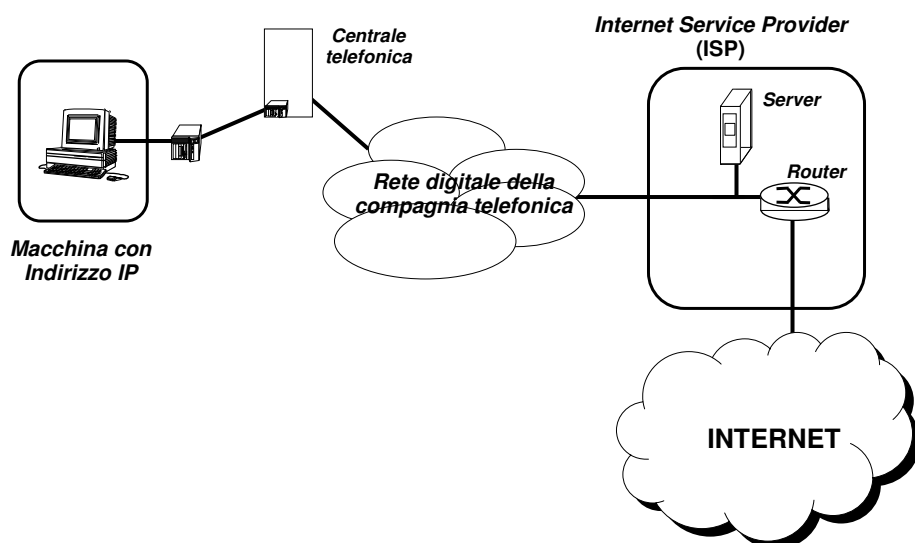 Centrale
telefonica
Internet Service Provider
(ISP)
Server
Router
Rete digitale della
compagnia telefonica
Macchina con
Indirizzo IP
INTERNET